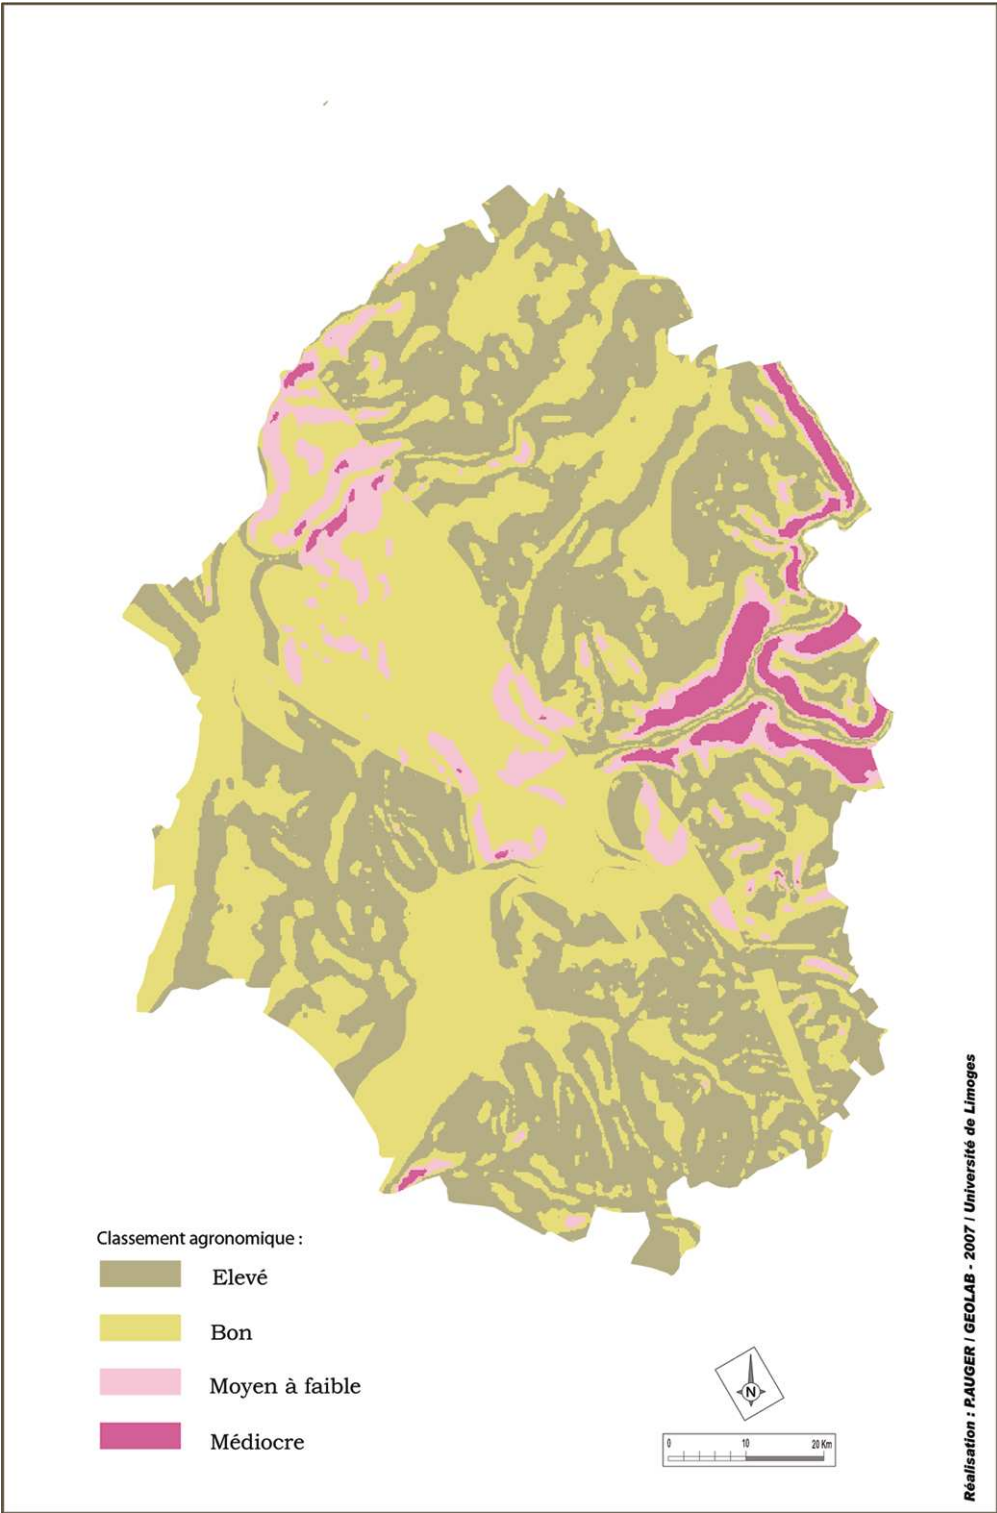 Classement agronomique :
Elevé
Bon
Moyen à faible
Médiocre
N
0 10 20 Km
Réalisation : P.AUGER / GEOLAB - 2007 / Université de Limoges